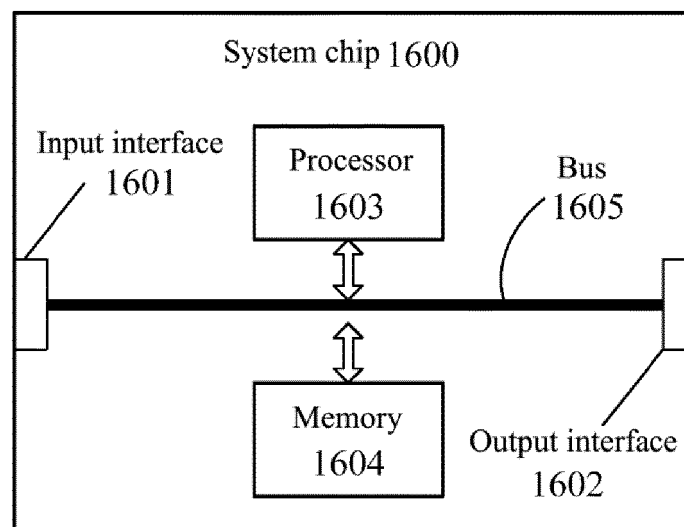 System chip 1600
Input interface
1601
Processor
1603
Bus
1605
Memory
1604
Output interface
1602